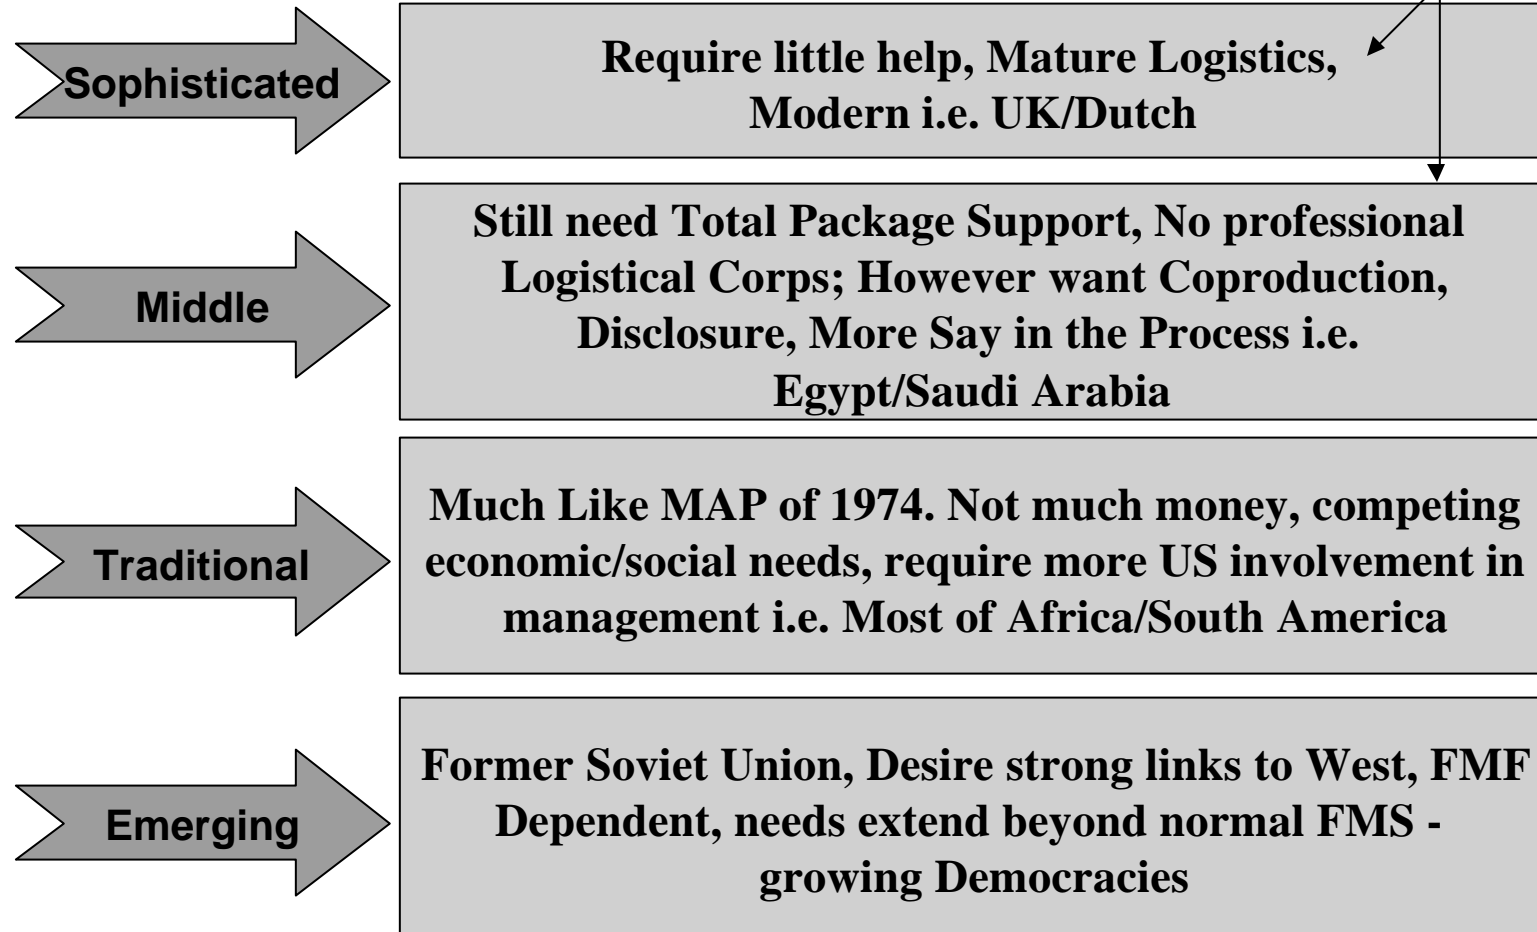 Sophisticated
Require little help, Mature Logistics,
Modern i.e. UK/Dutch
Middle
Still need Total Package Support, No professional
Logistical Corps; However want Coproduction,
Disclosure, More Say in the Process i.e.
Egypt/Saudi Arabia
Traditional
Much Like MAP of 1974. Not much money, competing
economic/social needs, require more US involvement in
management i.e. Most of Africa/South America
Emerging
Former Soviet Union, Desire strong links to West, FMF
Dependent, needs extend beyond normal FMS -
growing Democracies